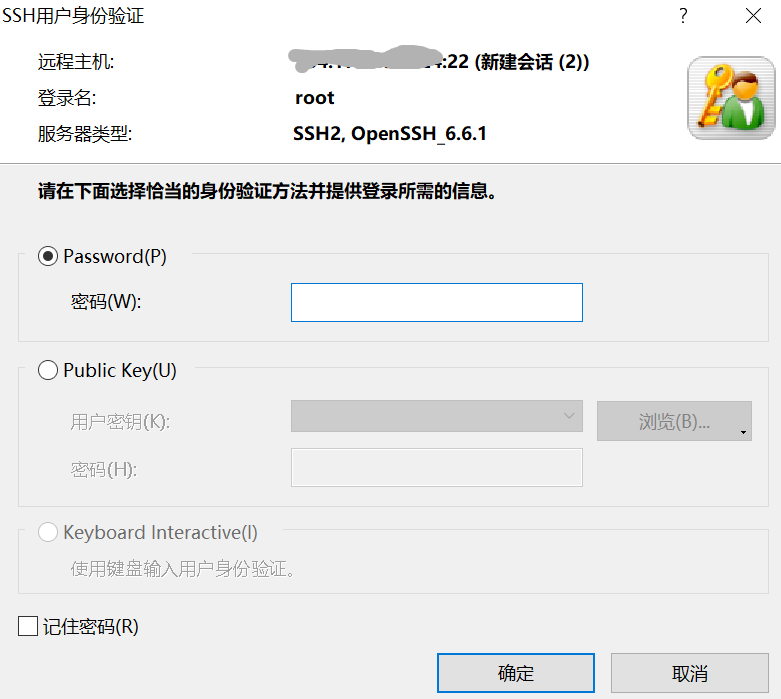 SSH用户身份验证
?
远程主机: :22 (新建会话 (2))
登录名: root
服务器类型: SSH2, OpenSSH_6.6.1
请在下面选择恰当的身份验证方法并提供登录所需的信息。
Password(P)
密码(W):
Public Key(U)
用户密钥(K): 浏览(B)...
密码(H):
Keyboard Interactive(I)
使用键盘输入用户身份验证。
记住密码(R)
确定 取消